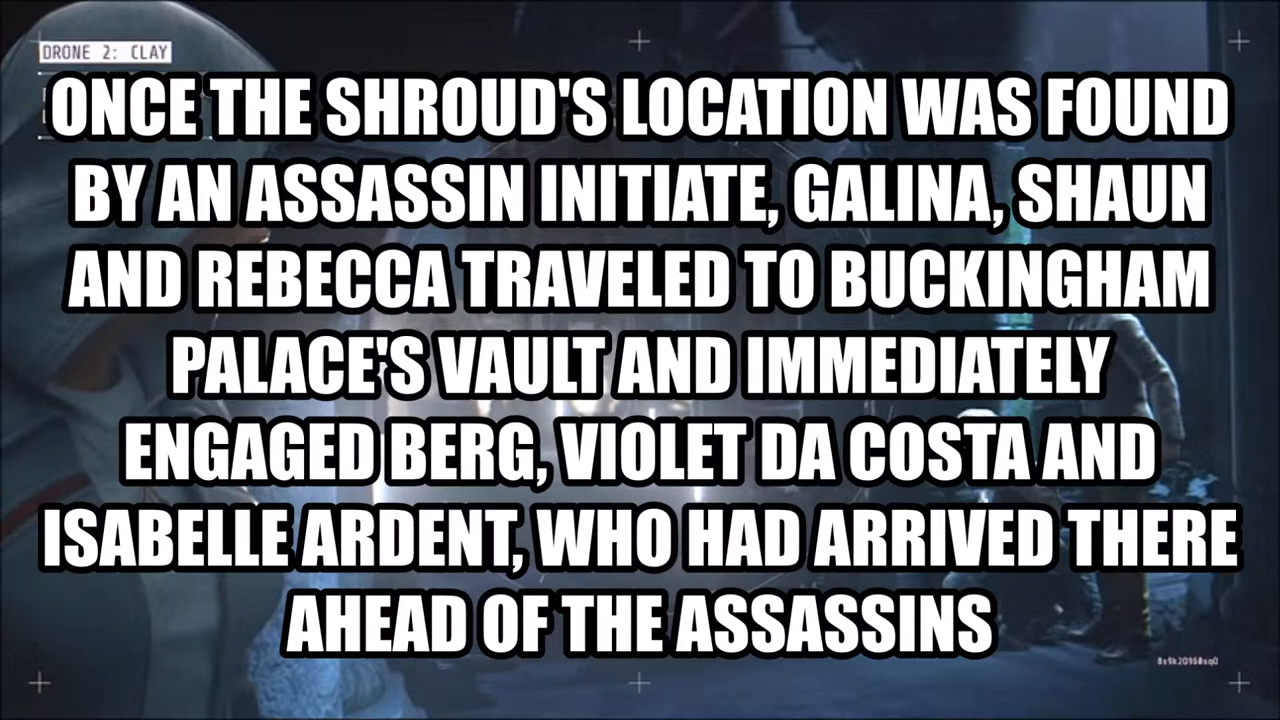 DRONE 2: CLAY
ONCE THE SHROUD'S LOCATION WAS FOUND
BY AN ASSASSIN INITIATE, GALINA, SHAUN
AND REBECCA TRAVELED TO BUCKINGHAM
PALACE'S VAULT AND IMMEDIATELY
ENGAGED BERG, VIOLET DA COSTA AND
ISABELLE ARDENT, WHO HAD ARRIVED THERE
AHEAD OF THE ASSASSINS